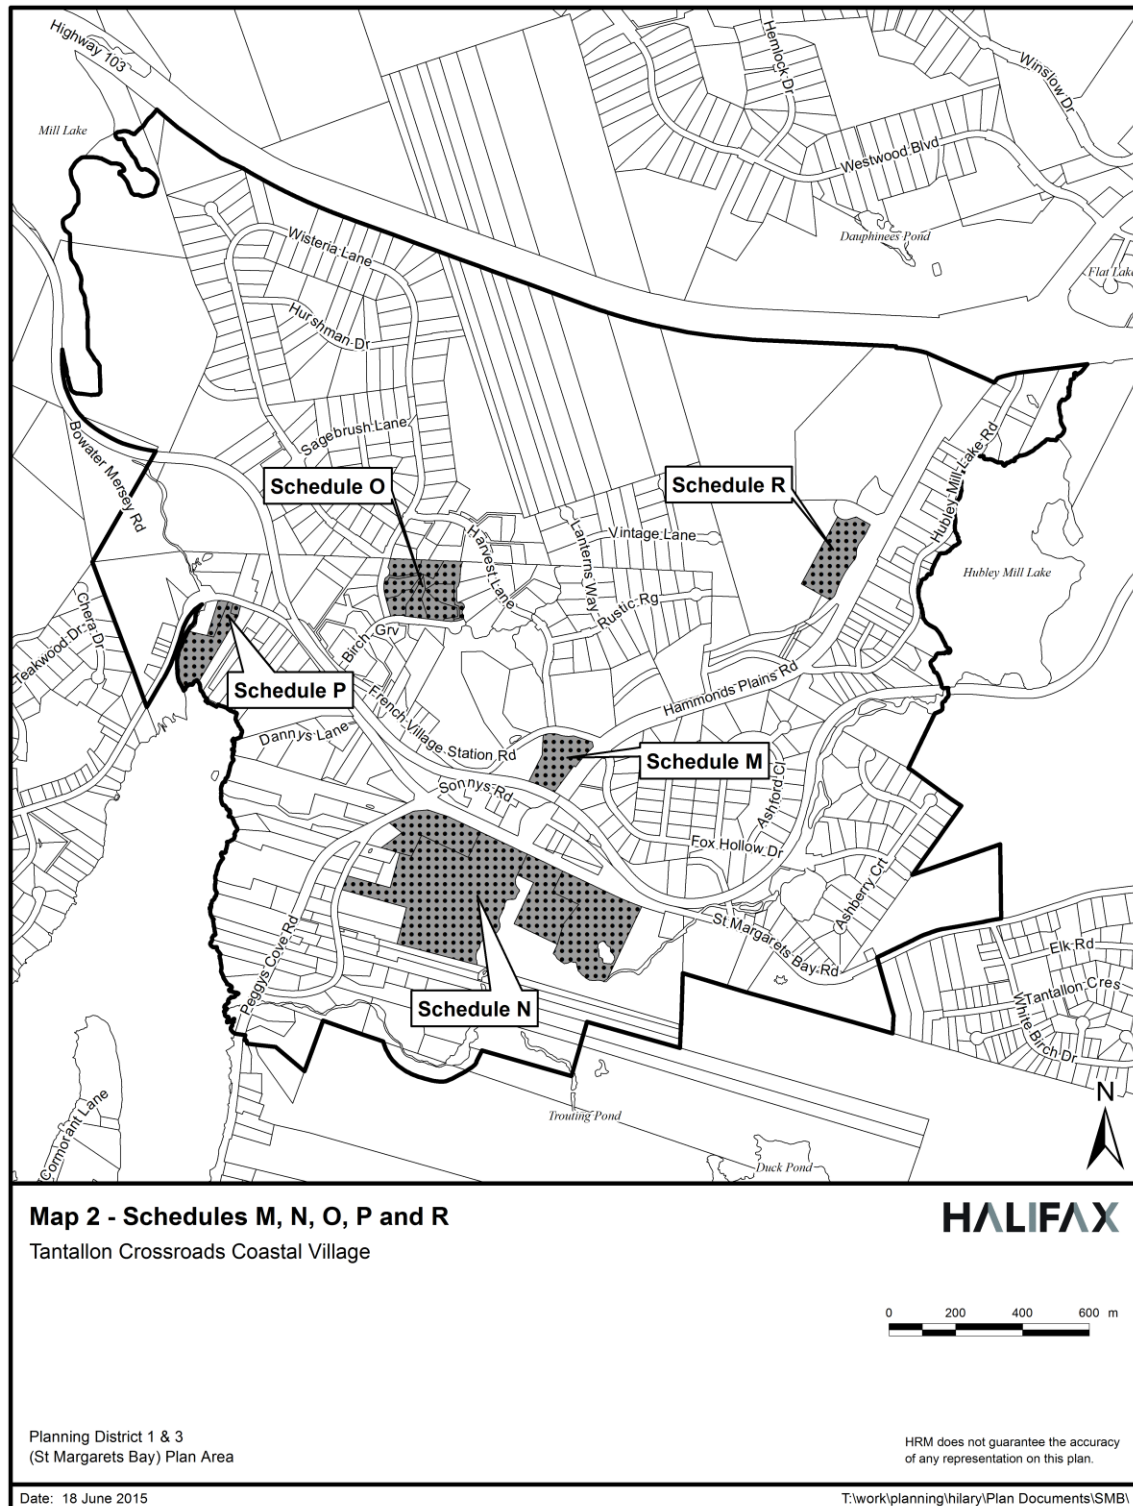 Highway 103
Hemlock Dr
Winslow Dr
Mill Lake
Westwood Blvd
Dauphinees Pond
Flat Lake
Wisteria Lane
Hurshman Dr
Sagebrush Lane
Bowater Mersey Rd
Schedule O
Schedule R
Hubley Mill Lake Rd
Harvest Lane
Lanterns Way
Vintage Lane
Hubley Mill Lake
Chera Dr
Teakwood Dr
Rustic Rg
Birch Grv
Schedule P
Hammonds Plains Rd
French Village Station Rd
Dannys Lane
Schedule M
Sonnys Rd
Ashford Cl
Fox Hollow Dr
Ashberry Crt
St Margarets Bay Rd
Peggys Cove Rd
Elk Rd
Tantallon Cres
White Birch Dr
Schedule N
Cormorant Lane
Trouting Pond
Duck Pond
N
Map 2 - Schedules M, N, O, P and R
HALIFAX
Tantallon Crossroads Coastal Village
0 200 400 600 m
Planning District 1 & 3
(St Margarets Bay) Plan Area
HRM does not guarantee the accuracy
of any representation on this plan.
Date: 18 June 2015
T:\work\planning\hilary\Plan Documents\SMB\